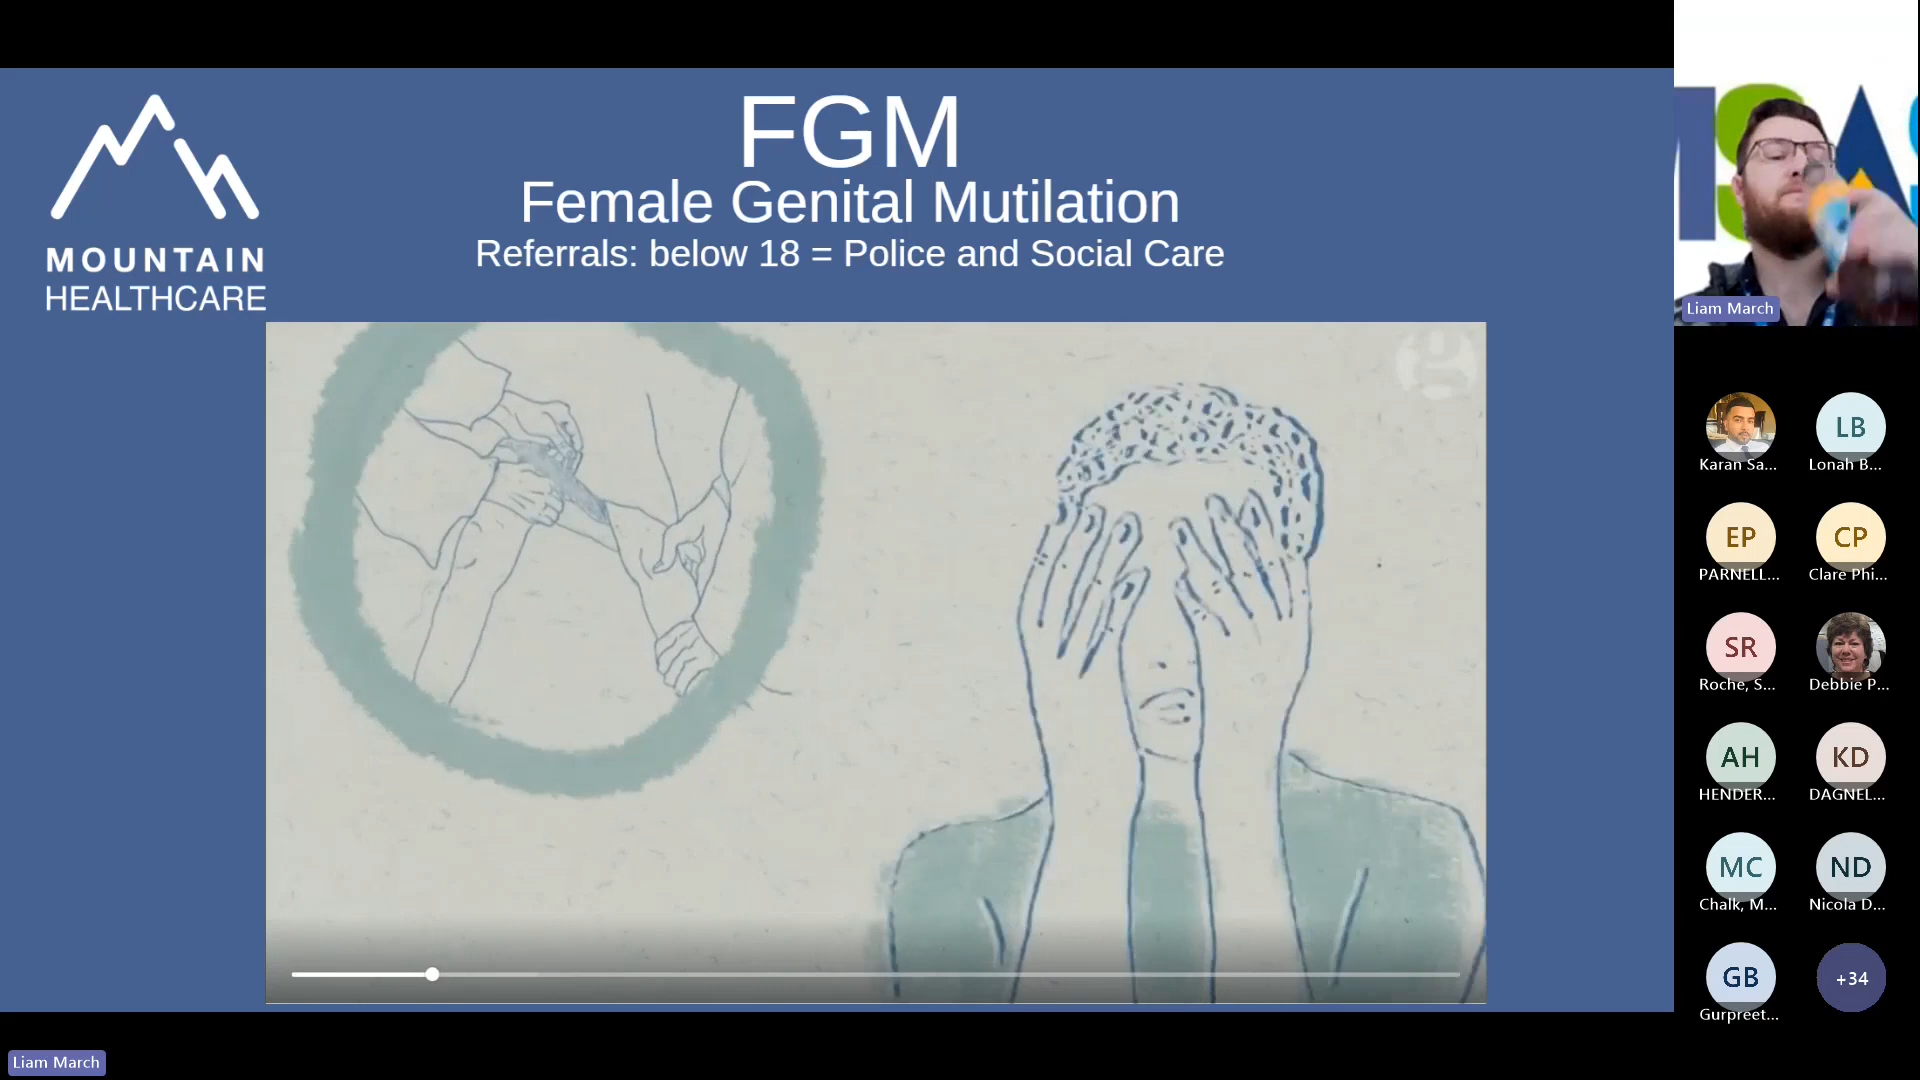 MOUNTAIN
HEALTHCARE
FGM
Female Genital Mutilation
Referrals: below 18 = Police and Social Care
Liam March
Karan Sa...
LB
Lonah B...
EP
PARNELL...
CP
Clare Phi...
SR
Roche, S...
Debbie P...
AH
HENDER...
KD
DAGNEL...
MC
Chalk, M...
ND
Nicola D...
GB
Gurpreet...
+34
Liam March